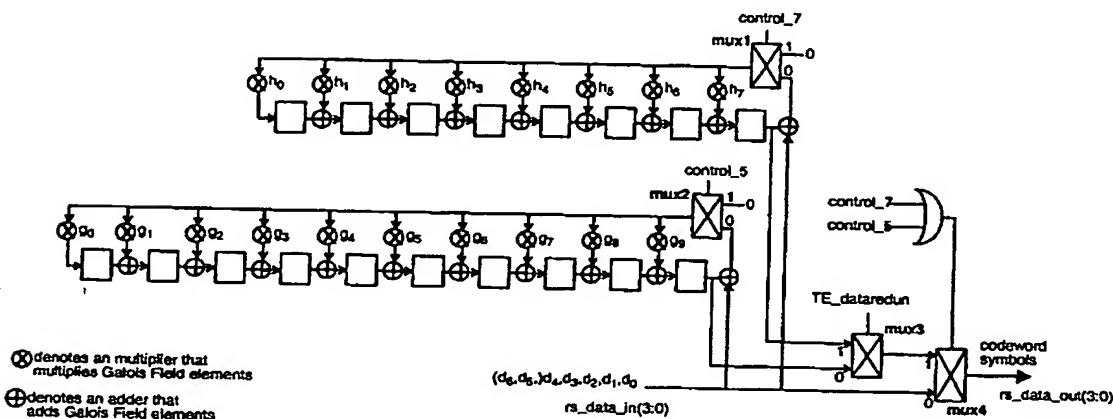 control_7
mux1
1
0
0
h0
h1
h2
h3
h4
h5
h6
h7
control_5
mux2
1
0
0
g0
g1
g2
g3
g4
g5
g6
g7
g8
g9
control_7
control_5
TE_dataredun
mux3
1
0
codeword
symbols
1
0
mux4
rs_data_out(3:0)
(d6,d5,)d4,d3,d2,d1,d0
rs_data_in(3:0)
denotes an multiplier that
multiplies Galois Field elements
denotes an adder that
adds Galois Field elements